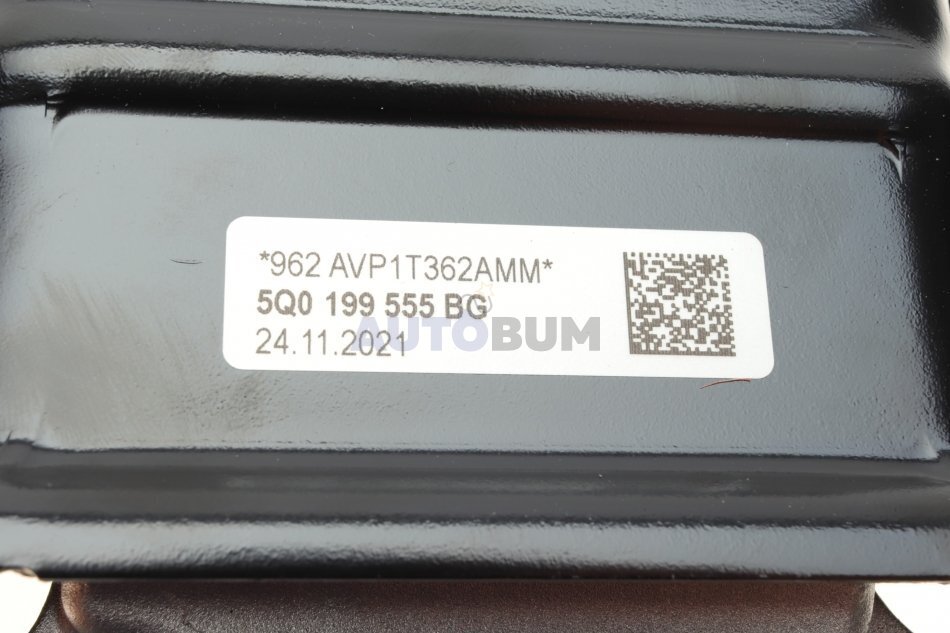 *962 AVP1T362AMM*
5Q0 199 555 BG
AUTOBUM
24.11.2021